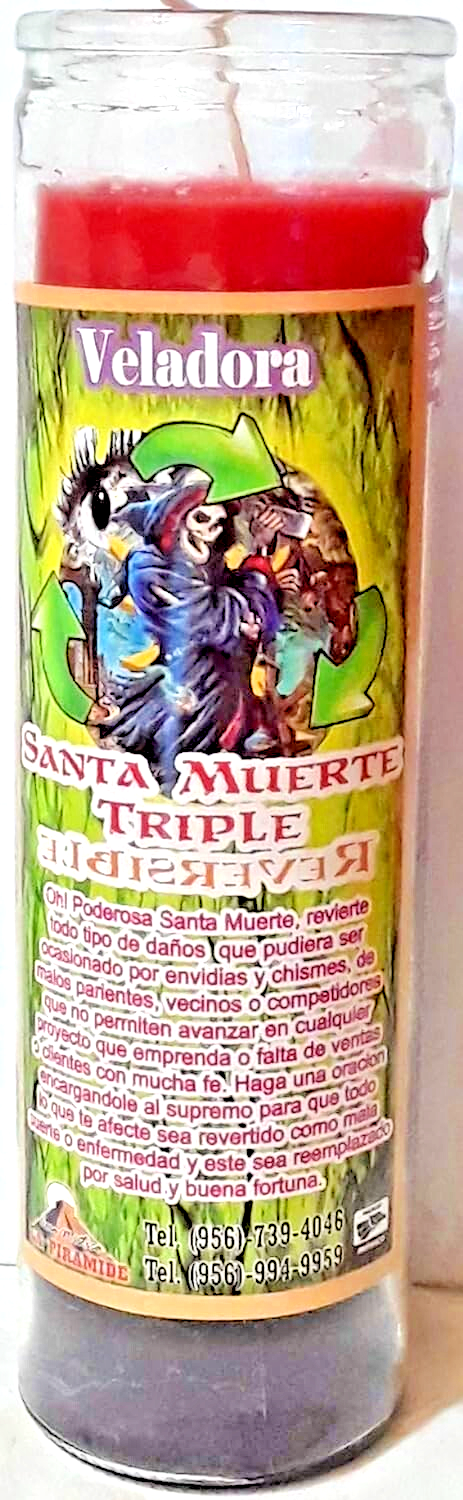 Veladora
SANTA MUERTE
TRIPLE
REVERSIBLE
Oh! Poderosa Santa Muerte, revierte
todo tipo de daños que pudiera ser
ocasionado por envidias y chismes, de
malos parientes, vecinos o competidores
que no permiten avanzar en cualquier
proyecto que emprenda o falta de ventas
o clientes con mucha fe. Haga una oración
encargandole al supremo para que todo
lo que te afecte sea revertido como mala
suerte o enfermedad y este sea reemplazado
por salud y buena fortuna.
PIRAMIDE
Tel. (956)-739-4046
Tel. (956)-994-9959